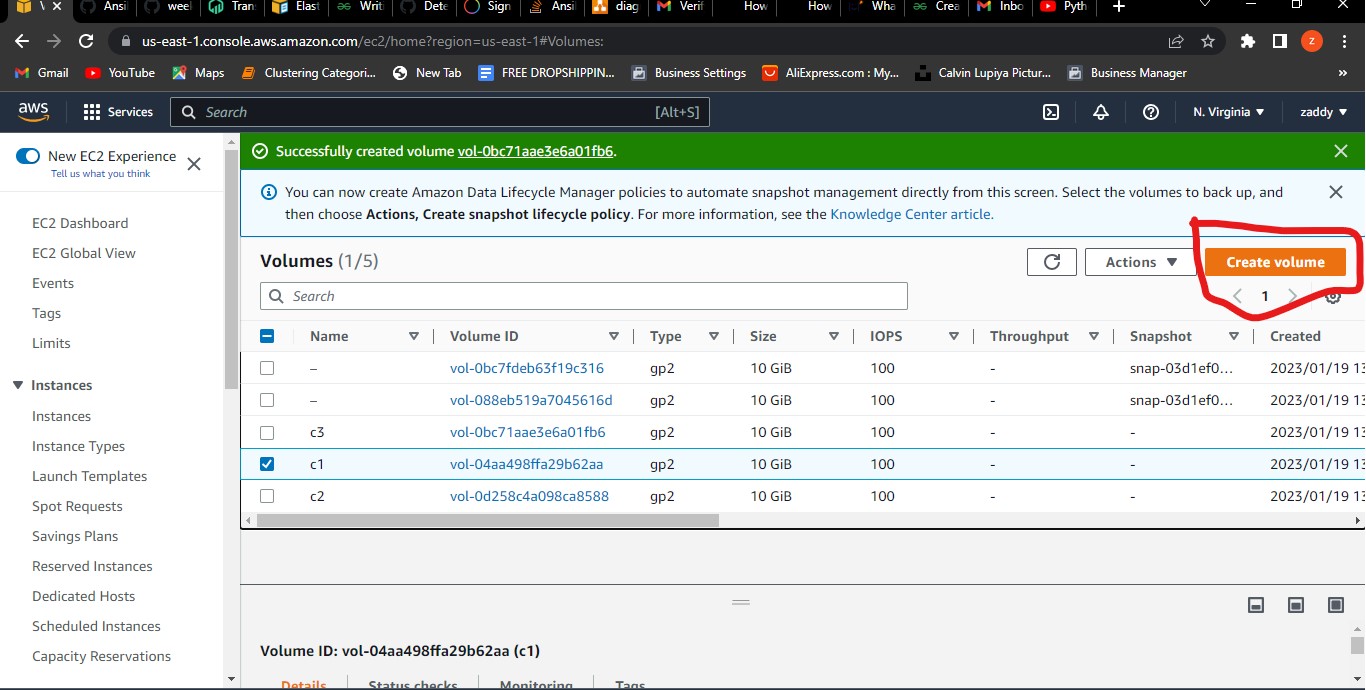 V
Ansi
weel
Tran
Elast
Writi
Dete
Sign
Ansi
diag
Verif
How
How
Wha
Crea
Inbo
Pyth
us-east-1.console.aws.amazon.com/ec2/home?region=us-east-1#Volumes:
Z
Gmail YouTube Maps Clustering Categori... New Tab FREE DROPSHIPPIN... Business Settings AliExpress.com : My... Calvin Lupiya Pictur... Business Manager »
aws Services Search [Alt+S] N. Virginia zaddy
New EC2 Experience
Tell us what you think
EC2 Dashboard
EC2 Global View
Events
Tags
Limits
Instances
Instances
Instance Types
Launch Templates
Spot Requests
Savings Plans
Reserved Instances
Dedicated Hosts
Scheduled Instances
Capacity Reservations
Successfully created volume vol-0bc71aae3e6a01fb6.
You can now create Amazon Data Lifecycle Manager policies to automate snapshot management directly from this screen. Select the volumes to back up, and
then choose Actions, Create snapshot lifecycle policy. For more information, see the Knowledge Center article.
Volumes (1/5) Actions Create volume
Search 1
Name Volume ID Type Size IOPS Throughput Snapshot Created
– vol-0bc7fdeb63f19c316 gp2 10 GiB 100 - snap-03d1ef0... 2023/01/19 13
– vol-088eb519a7045616d gp2 10 GiB 100 - snap-03d1ef0... 2023/01/19 13
c3 vol-0bc71aae3e6a01fb6 gp2 10 GiB 100 - - 2023/01/19 13
c1 vol-04aa498ffa29b62aa gp2 10 GiB 100 - - 2023/01/19 13
c2 vol-0d258c4a098ca8588 gp2 10 GiB 100 - - 2023/01/19 13
Volume ID: vol-04aa498ffa29b62aa (c1)
Details Status checks Monitoring Tags